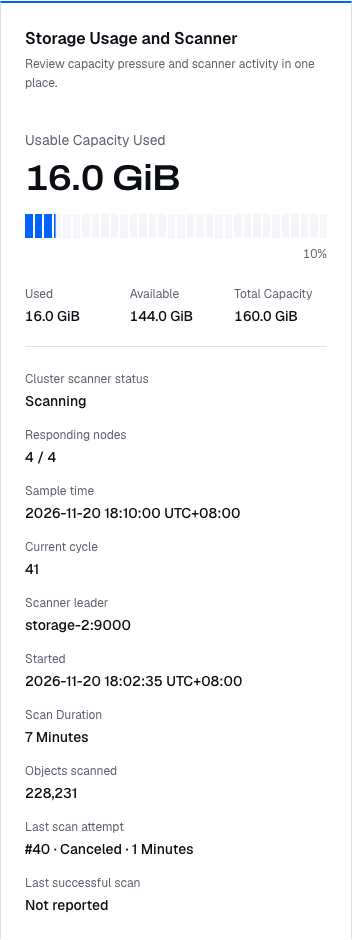 Storage Usage and Scanner
Review capacity pressure and scanner activity in one
place.
Usable Capacity Used
16.0 GiB
10%
Used Available Total Capacity
16.0 GiB 144.0 GiB 160.0 GiB
Cluster scanner status
Scanning
Responding nodes
4 / 4
Sample time
2026-11-20 18:10:00 UTC+08:00
Current cycle
41
Scanner leader
storage-2:9000
Started
2026-11-20 18:02:35 UTC+08:00
Scan Duration
7 Minutes
Objects scanned
228,231
Last scan attempt
#40 · Canceled · 1 Minutes
Last successful scan
Not reported